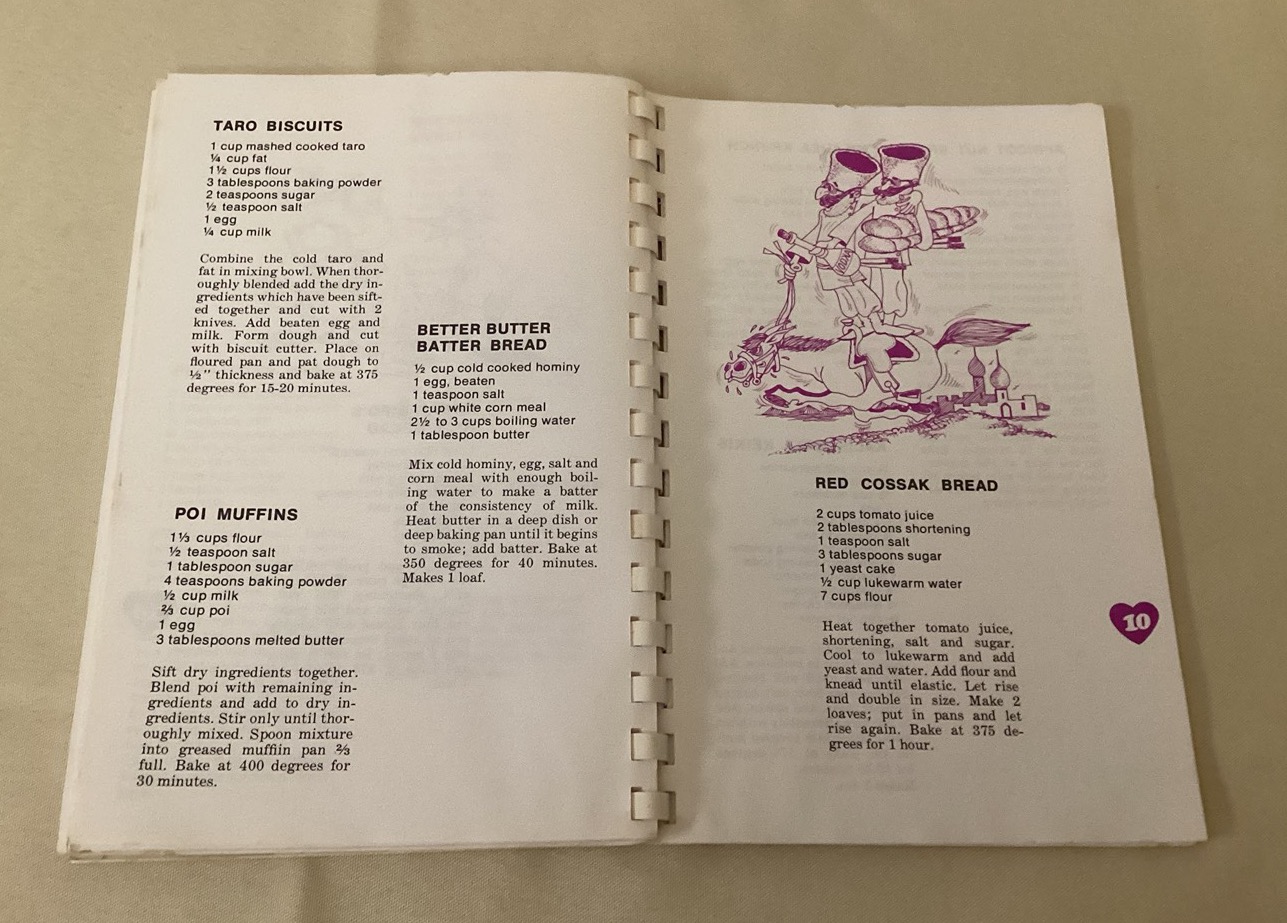 TARO BISCUITS
1 cup mashed cooked taro
¼ cup fat
1½ cups flour
3 tablespoons baking powder
2 teaspoons sugar
½ teaspoon salt
1 egg
¼ cup milk
Combine the cold taro and
fat in mixing bowl. When thor-
oughly blended add the dry in-
gredients which have been sift-
ed together and cut with 2
knives. Add beaten egg and
milk. Form dough and cut
with biscuit cutter. Place on
floured pan and pat dough to
½" thickness and bake at 375
degrees for 15-20 minutes.
POI MUFFINS
1⅓ cups flour
½ teaspoon salt
1 tablespoon sugar
4 teaspoons baking powder
½ cup milk
⅔ cup poi
1 egg
3 tablespoons melted butter
Sift dry ingredients together.
Blend poi with remaining in-
gredients and add to dry in-
gredients. Stir only until thor-
oughly mixed. Spoon mixture
into greased muffiin pan ⅔
full. Bake at 400 degrees for
30 minutes.
BETTER BUTTER
BATTER BREAD
½ cup cold cooked hominy
1 egg, beaten
1 teaspoon salt
1 cup white corn meal
2½ to 3 cups boiling water
1 tablespoon butter
Mix cold hominy, egg, salt and
corn meal with enough boil-
ing water to make a batter
of the consistency of milk.
Heat butter in a deep dish or
deep baking pan until it begins
to smoke; add batter. Bake at
350 degrees for 40 minutes.
Makes 1 loaf.
VODKA
RED COSSAK BREAD
2 cups tomato juice
2 tablespoons shortening
1 teaspoon salt
3 tablespoons sugar
1 yeast cake
½ cup lukewarm water
7 cups flour
Heat together tomato juice,
shortening, salt and sugar.
Cool to lukewarm and add
yeast and water. Add flour and
knead until elastic. Let rise
and double in size. Make 2
loaves; put in pans and let
rise again. Bake at 375 de-
grees for 1 hour.
10